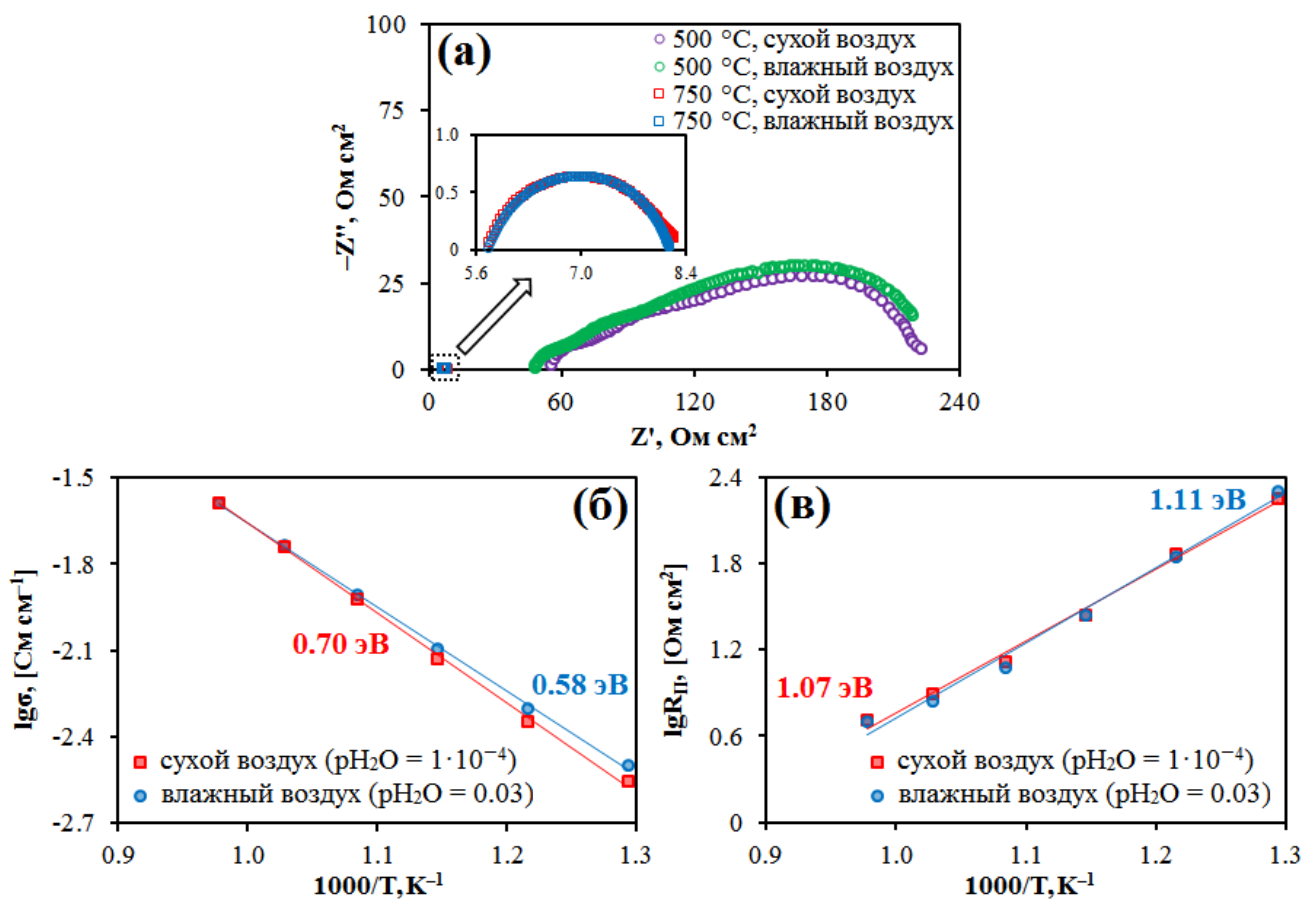 (а)
500 °C, сухой воздух
500 °C, влажный воздух
750 °C, сухой воздух
750 °C, влажный воздух
100
75
50
25
0
–Z'', Ом см²
1.0
0.5
0
5.6 7.0 8.4
0 60 120 180 240
Z', Ом см²
(б)
-1.5
-1.8
-2.1
-2.4
-2.7
lgσ, [См см⁻¹]
0.70 эВ
0.58 эВ
сухой воздух (pH₂O = 1·10⁻⁴)
влажный воздух (pH₂O = 0.03)
0.9 1.0 1.1 1.2 1.3
1000/T, K⁻¹
(в)
2.4
1.8
1.2
0.6
0
lgRп, [Ом см²]
1.11 эВ
1.07 эВ
сухой воздух (pH₂O = 1·10⁻⁴)
влажный воздух (pH₂O = 0.03)
0.9 1.0 1.1 1.2 1.3
1000/T, K⁻¹